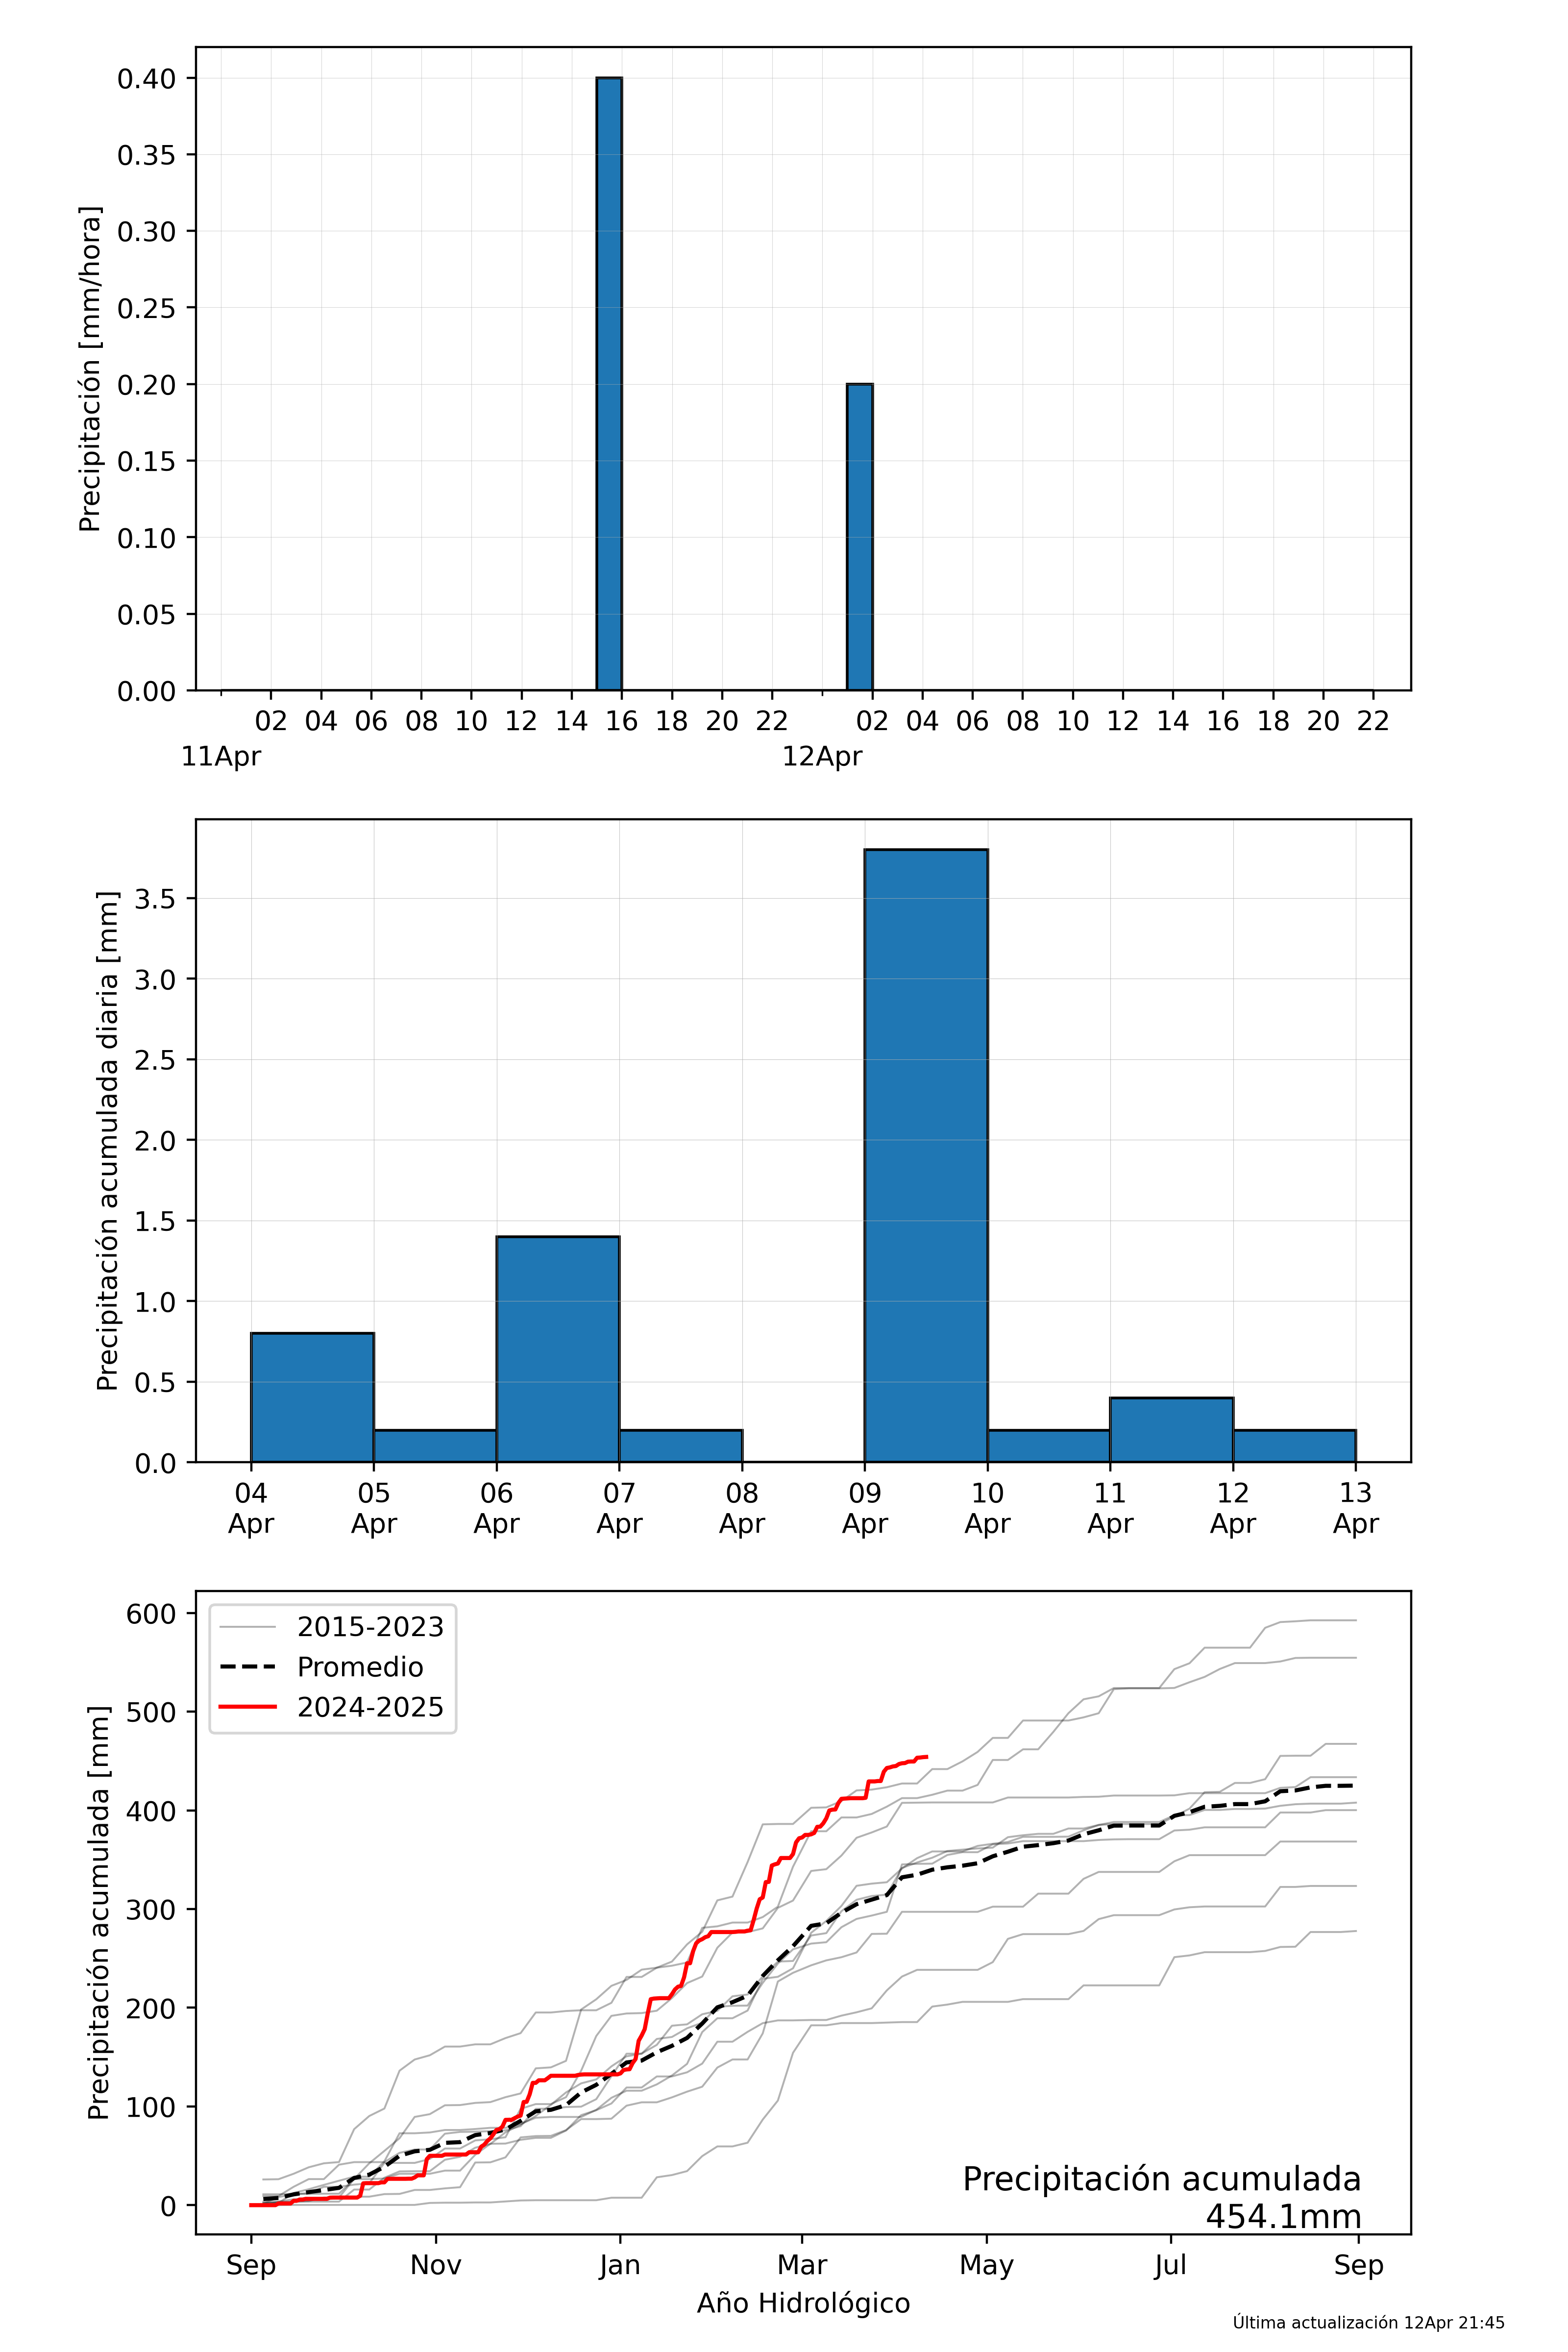 Precipitación [mm/hora]
0.40
0.35
0.30
0.25
0.20
0.15
0.10
0.05
0.00
02 04 06 08 10 12 14 16 18 20 22 02 04 06 08 10 12 14 16 18 20 22
11Apr 12Apr
Precipitación acumulada diaria [mm]
3.5
3.0
2.5
2.0
1.5
1.0
0.5
0.0
04 05 06 07 08 09 10 11 12 13
Apr Apr Apr Apr Apr Apr Apr Apr Apr Apr
Precipitación acumulada [mm]
600
500
400
300
200
100
0
2015-2023
Promedio
2024-2025
Precipitación acumulada
454.1mm
Sep Nov Jan Mar May Jul Sep
Año Hidrológico
Última actualización 12Apr 21:45